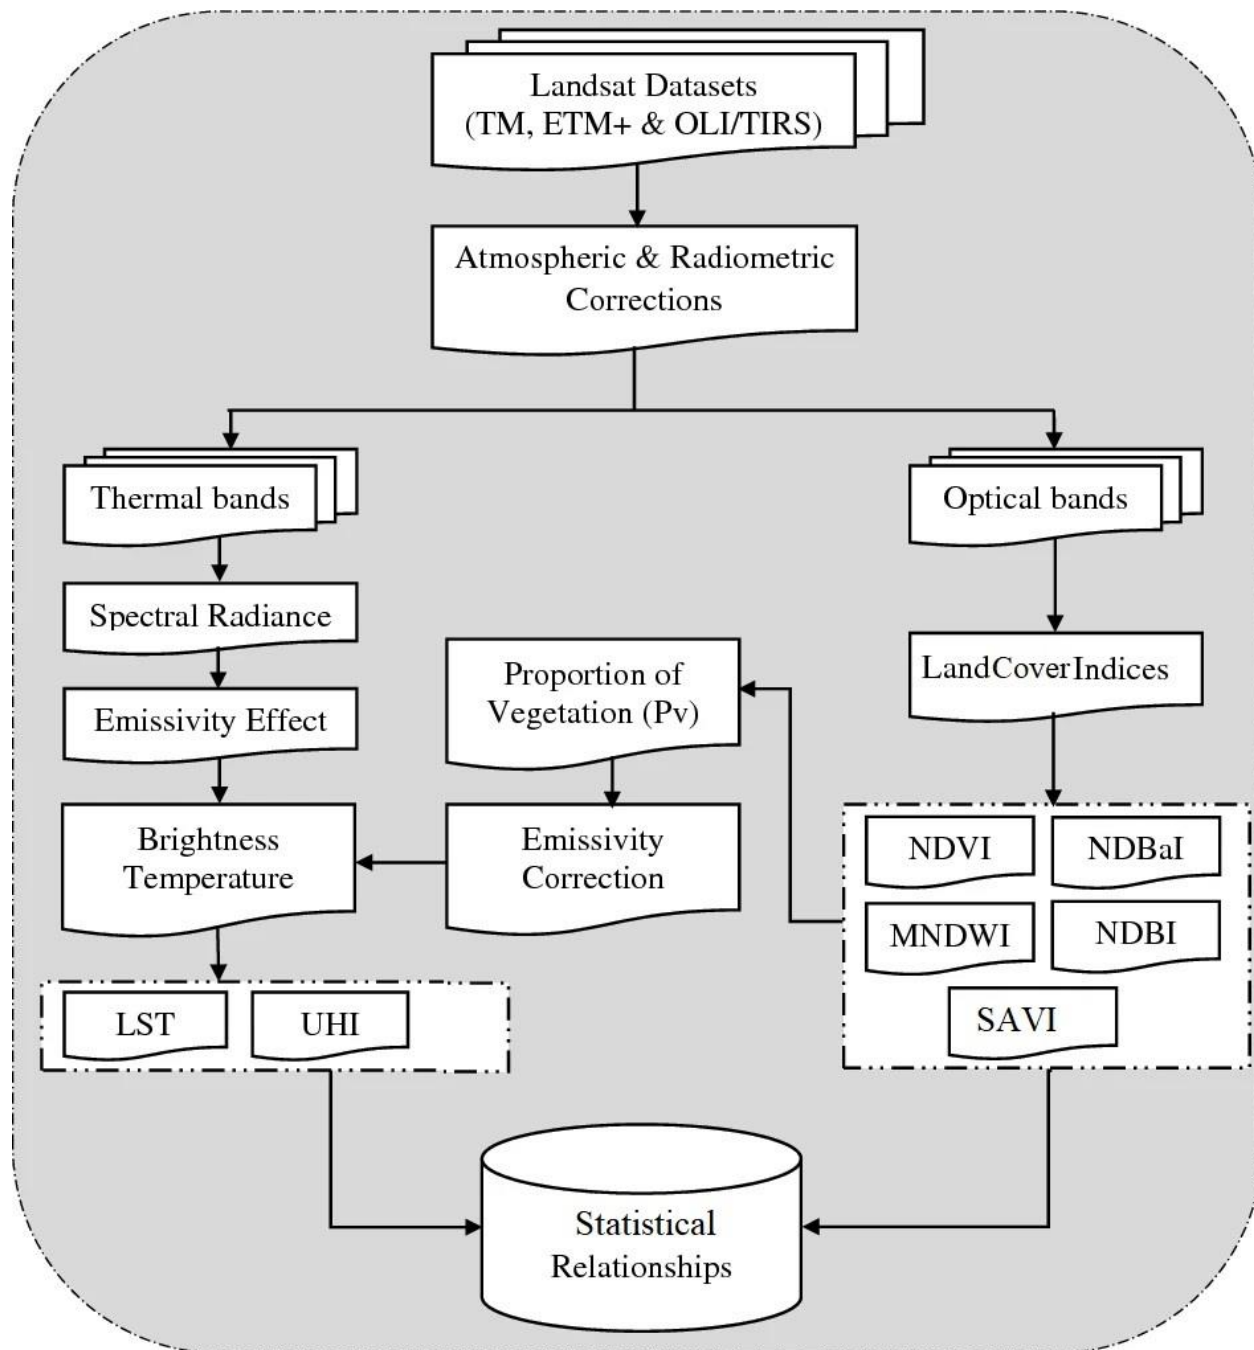 Landsat Datasets
(TM, ETM+ & OLI/TIRS)
Atmospheric & Radiometric
Corrections
Thermal bands
Optical bands
Spectral Radiance
Emissivity Effect
Brightness
Temperature
Proportion of
Vegetation (Pv)
Emissivity
Correction
LandCoverIndices
NDVI
NDBaI
MNDWI
NDBI
SAVI
LST
UHI
Statistical
Relationships